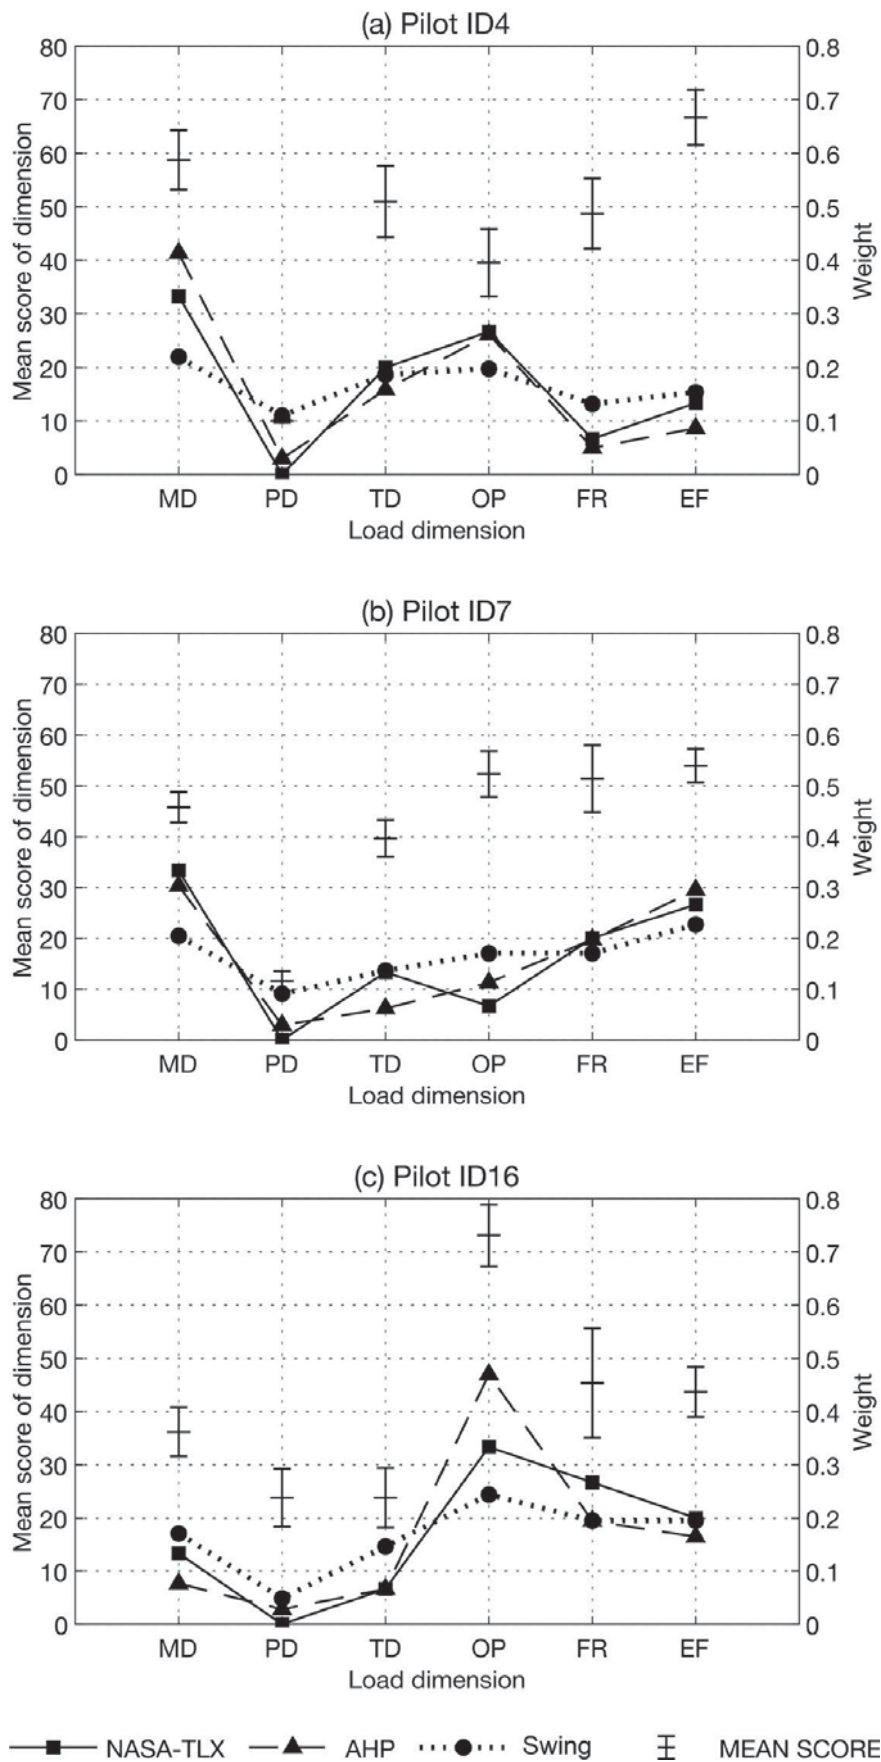 (a) Pilot ID4
80 0.8
70 0.7
60 0.6
50 0.5
40 0.4
30 0.3
20 0.2
10 0.1
0 0
Mean score of dimension
Weight
MD PD TD OP FR EF
Load dimension
(b) Pilot ID7
80 0.8
70 0.7
60 0.6
50 0.5
40 0.4
30 0.3
20 0.2
10 0.1
0 0
Mean score of dimension
Weight
MD PD TD OP FR EF
Load dimension
(c) Pilot ID16
80 0.8
70 0.7
60 0.6
50 0.5
40 0.4
30 0.3
20 0.2
10 0.1
0 0
Mean score of dimension
Weight
MD PD TD OP FR EF
Load dimension
NASA-TLX AHP Swing MEAN SCORE